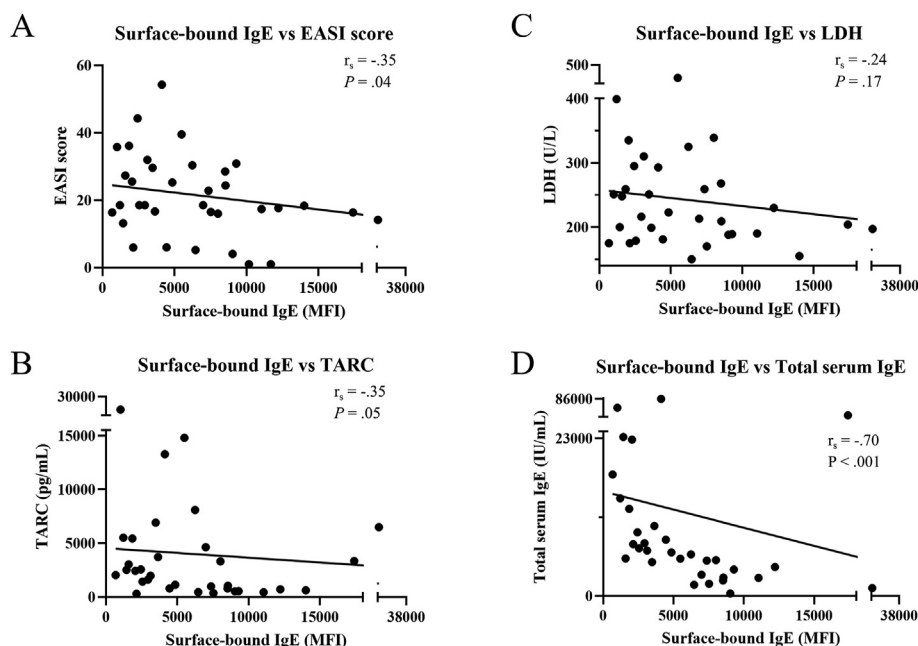 A
Surface-bound IgE vs EASI score
rs = -.35
P = .04
60
40
20
0
EASI score
0 5000 10000 15000 38000
Surface-bound IgE (MFI)
B
Surface-bound IgE vs TARC
rs = -.35
P = .05
30000
15000
10000
5000
0
TARC (pg/mL)
0 5000 10000 15000 38000
Surface-bound IgE (MFI)
C
Surface-bound IgE vs LDH
rs = -.24
P = .17
500
400
300
200
LDH (U/L)
0 5000 10000 15000 38000
Surface-bound IgE (MFI)
D
Surface-bound IgE vs Total serum IgE
rs = -.70
P < .001
86000
23000
0
Total serum IgE (IU/mL)
0 5000 10000 15000 38000
Surface-bound IgE (MFI)